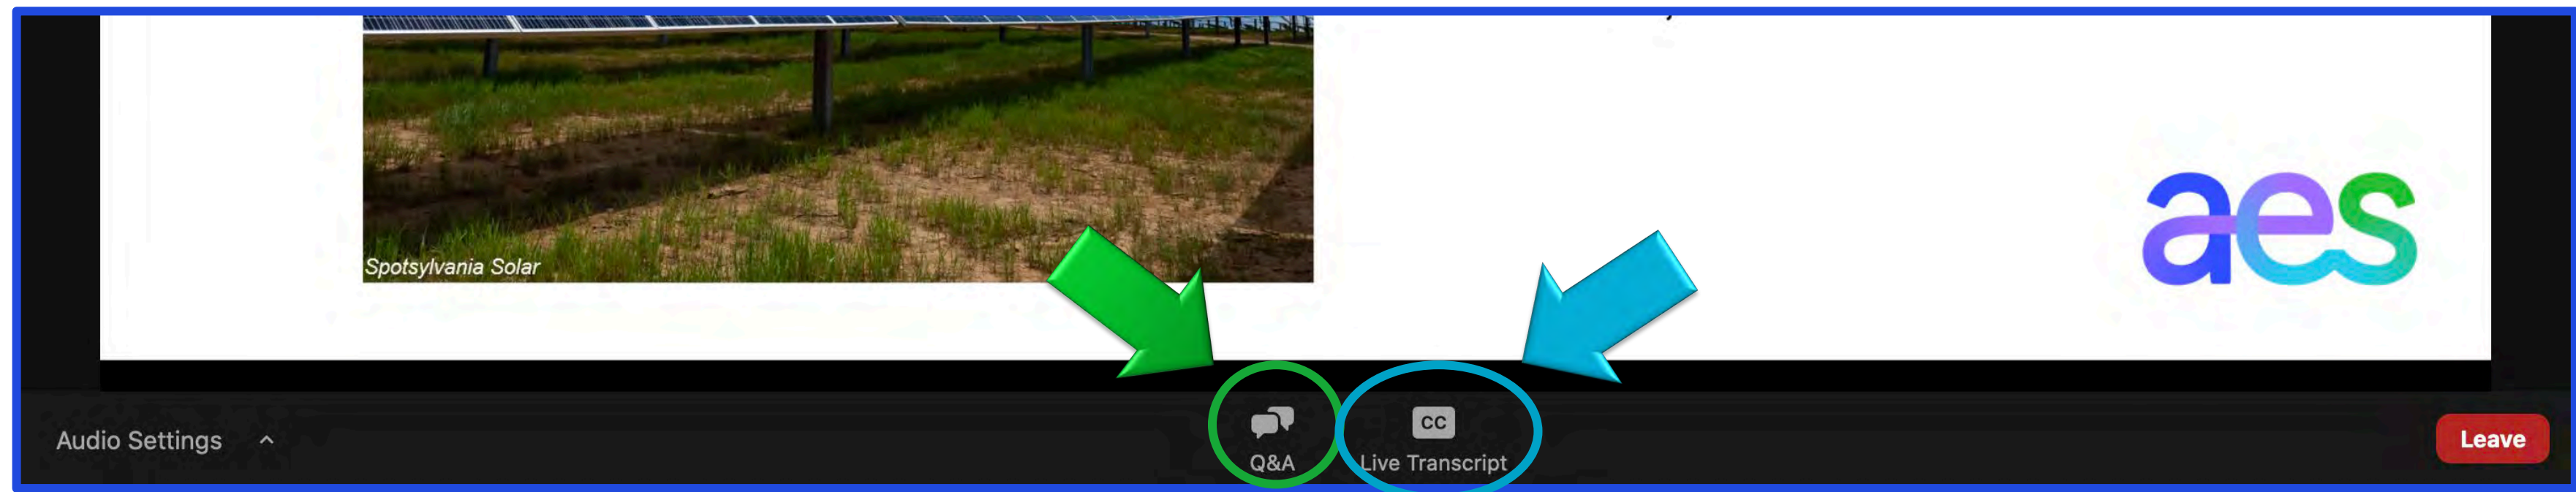 Spotsylvania Solar
aes
Audio Settings
CC
Q&A
Live Transcript
Leave